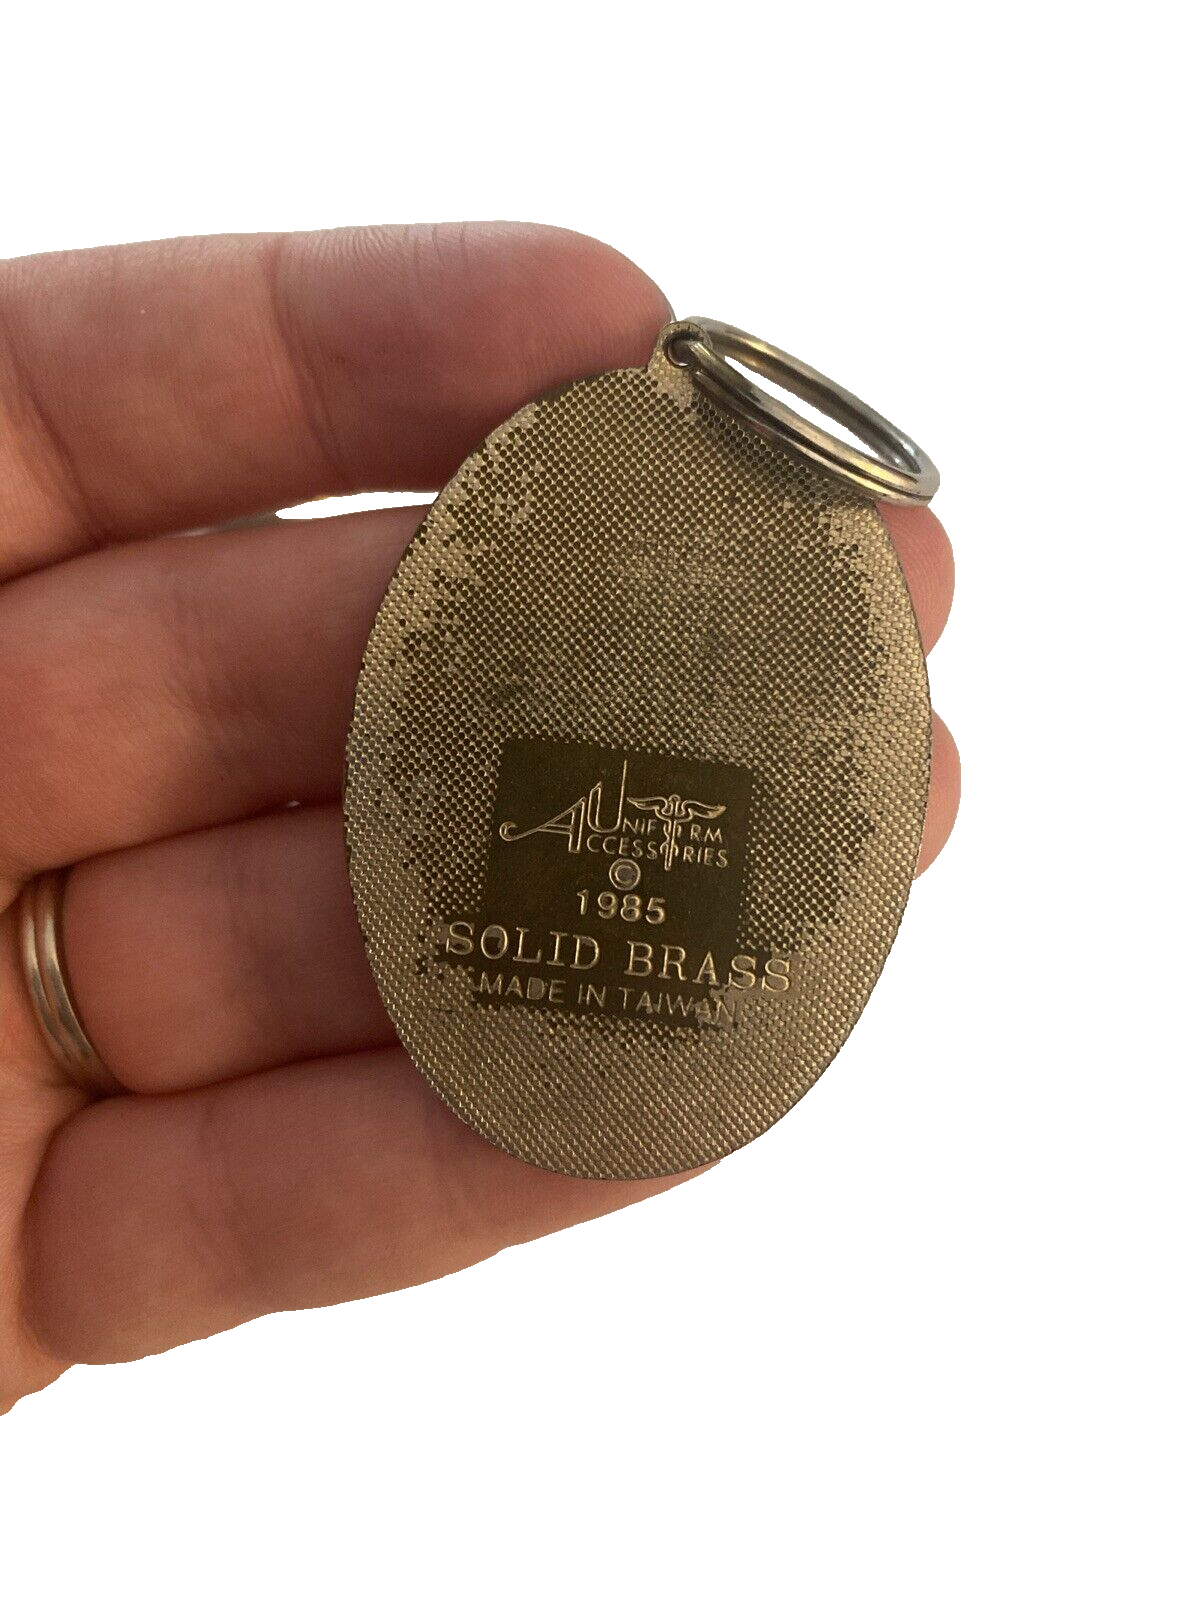 UNIFORM
ACCESSORIES
©
1985
SOLID BRASS
MADE IN TAIWAN